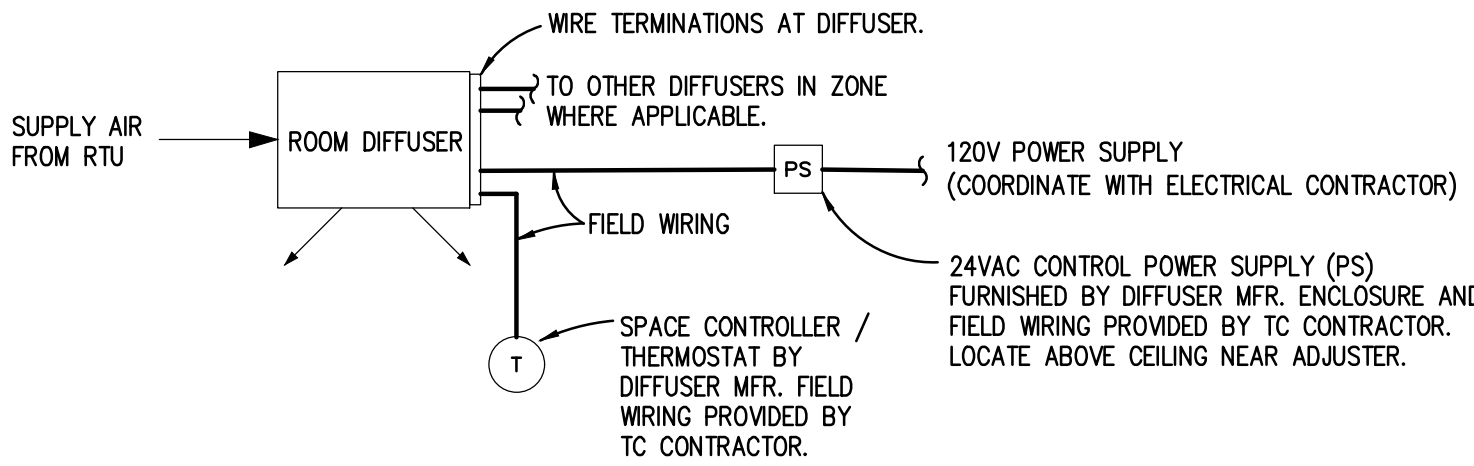 WIRE TERMINATIONS AT DIFFUSER.
TO OTHER DIFFUSERS IN ZONE
WHERE APPLICABLE.
SUPPLY AIR
FROM RTU
ROOM DIFFUSER
PS
120V POWER SUPPLY
(COORDINATE WITH ELECTRICAL CONTRACTOR)
FIELD WIRING
24VAC CONTROL POWER SUPPLY (PS)
FURNISHED BY DIFFUSER MFR. ENCLOSURE AND
FIELD WIRING PROVIDED BY TC CONTRACTOR.
LOCATE ABOVE CEILING NEAR ADJUSTER.
T
SPACE CONTROLLER /
THERMOSTAT BY
DIFFUSER MFR. FIELD
WIRING PROVIDED BY
TC CONTRACTOR.